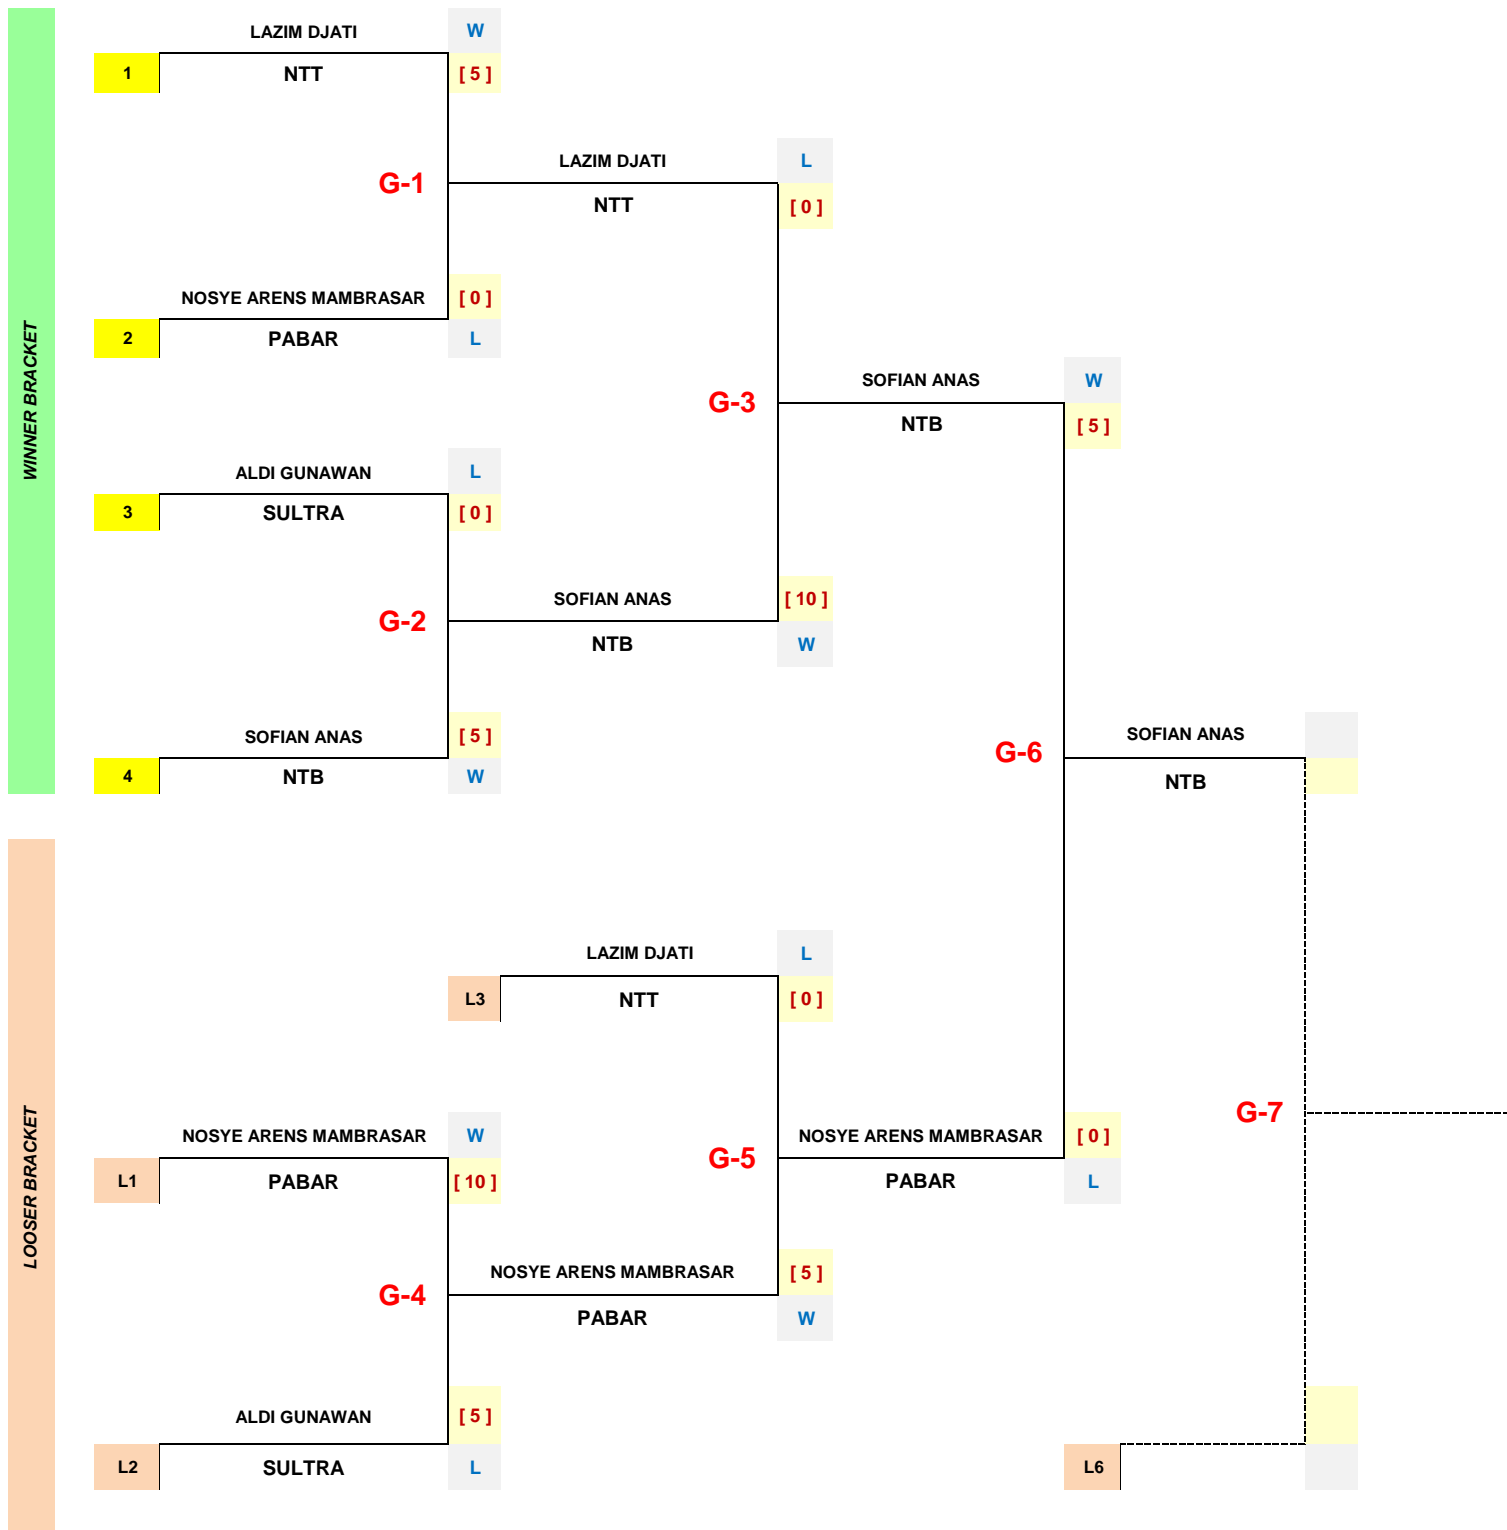 WINNER BRACKET
LAZIM DJATI W
1 NTT [ 5 ]
LAZIM DJATI L
G-1
NTT [ 0 ]
NOSYE ARENS MAMBRASAR [ 0 ]
2 PABAR L
SOFIAN ANAS W
G-3
NTB [ 5 ]
ALDI GUNAWAN L
3 SULTRA [ 0 ]
SOFIAN ANAS [ 10 ]
G-2
NTB W
SOFIAN ANAS [ 5 ]
SOFIAN ANAS
G-6
4 NTB W
NTB
LOOSER BRACKET
LAZIM DJATI L
L3 NTT [ 0 ]
G-7
NOSYE ARENS MAMBRASAR W
NOSYE ARENS MAMBRASAR [ 0 ]
G-5
L1 PABAR [ 10 ]
PABAR L
NOSYE ARENS MAMBRASAR [ 5 ]
G-4
PABAR W
ALDI GUNAWAN [ 5 ]
L2 SULTRA L
L6